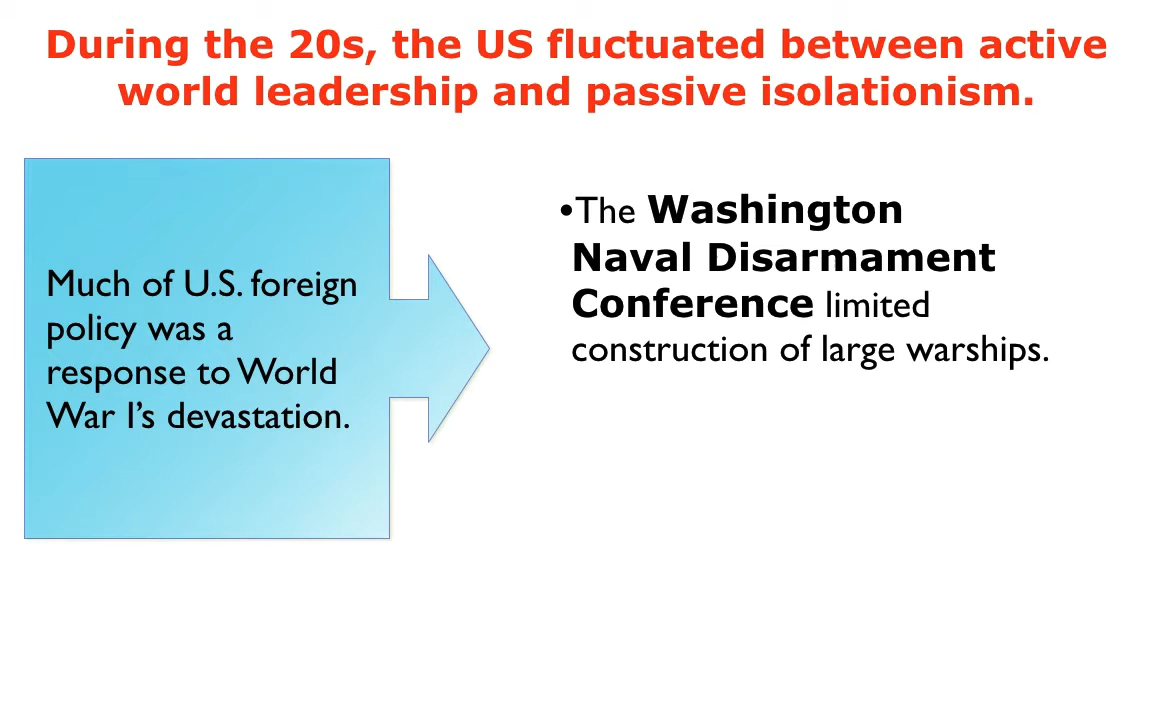 During the 20s, the US fluctuated between active
world leadership and passive isolationism.
Much of U.S. foreign
policy was a
response to World
War I’s devastation.
•The Washington
Naval Disarmament
Conference limited
construction of large warships.